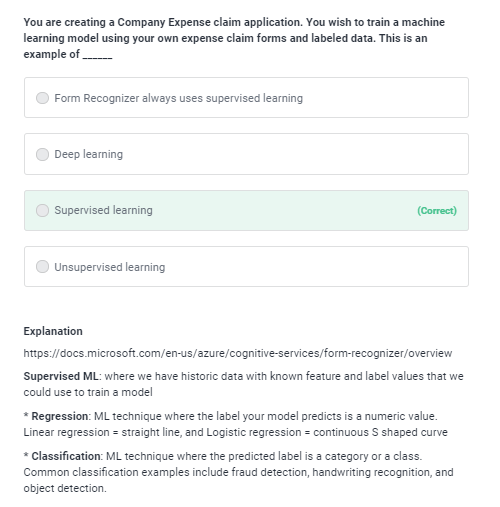 You are creating a Company Expense claim application. You wish to train a machine
learning model using your own expense claim forms and labeled data. This is an
example of ______
Form Recognizer always uses supervised learning
Deep learning
Supervised learning (Correct)
Unsupervised learning
Explanation
https://docs.microsoft.com/en-us/azure/cognitive-services/form-recognizer/overview
Supervised ML: where we have historic data with known feature and label values that we
could use to train a model
* Regression: ML technique where the label your model predicts is a numeric value.
Linear regression = straight line, and Logistic regression = continuous S shaped curve
* Classification: ML technique where the predicted label is a category or a class.
Common classification examples include fraud detection, handwriting recognition, and
object detection.